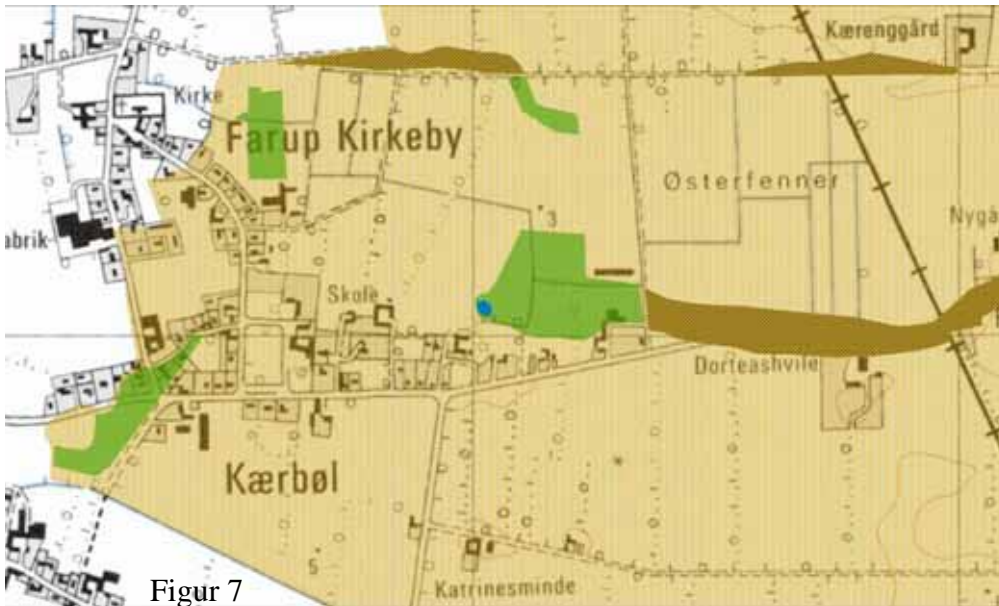 Kærenggård
Kirke
Farup Kirkeby
Østerfenner
3
Nygå
abrik
Skole
Dorteashvile
Kærbøl
5
Katrinesminde
Figur 7